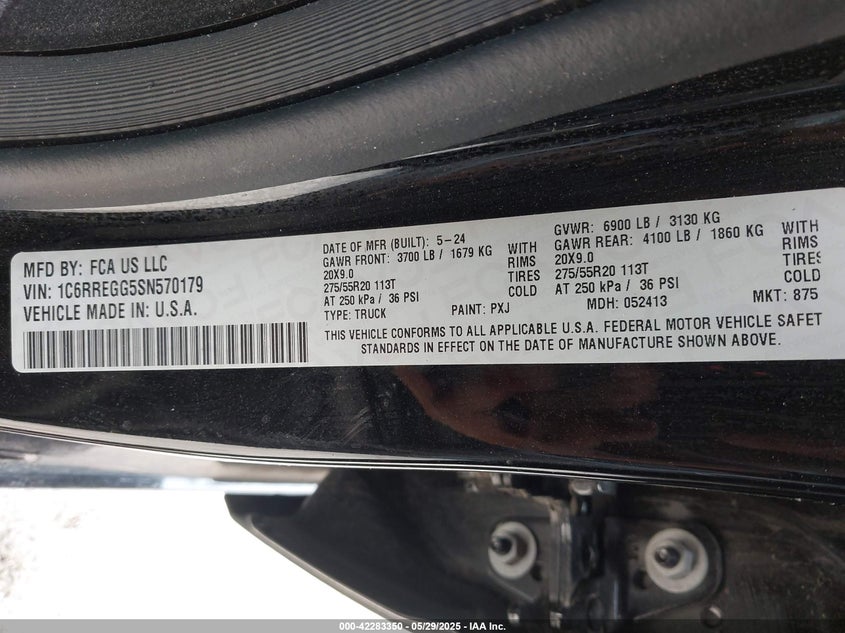 MFD BY: FCA US LLC
VIN: 1C6RREGG5SN570179
VEHICLE MADE IN: U.S.A.
DATE OF MFR (BUILT): 5-24
GAWR FRONT: 3700 LB / 1679 KG WITH
20X9.0 RIMS
275/55R20 113T TIRES
AT 250 kPa / 36 PSI
TYPE: TRUCK PAINT: PXJ
GVWR: 6900 LB / 3130 KG
GAWR REAR: 4100 LB / 1860 KG WITH
20X9.0 RIMS
275/55R20 113T TIRES
AT 250 kPa / 36 PSI COLD
MDH: 052413 MKT: 875
THIS VEHICLE CONFORMS TO ALL APPLICABLE U.S.A. FEDERAL MOTOR VEHICLE SAFET
STANDARDS IN EFFECT ON THE DATE OF MANUFACTURE SHOWN ABOVE.
000-42283350 - 05/29/2025 - IAA Inc.